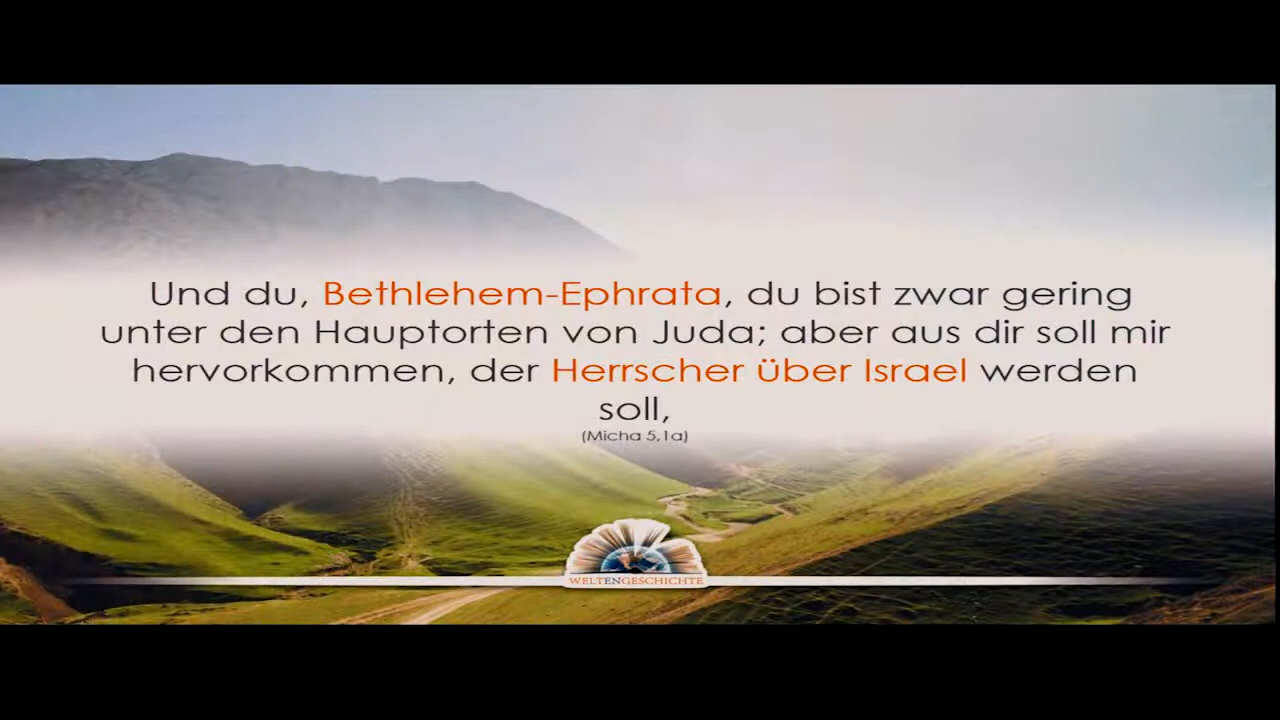 Und du, Bethlehem-Ephrata, du bist zwar gering
unter den Hauptorten von Juda; aber aus dir soll mir
hervorkommen, der Herrscher über Israel werden
soll,
(Micha 5,1a)
WELTENGESCHICHTE